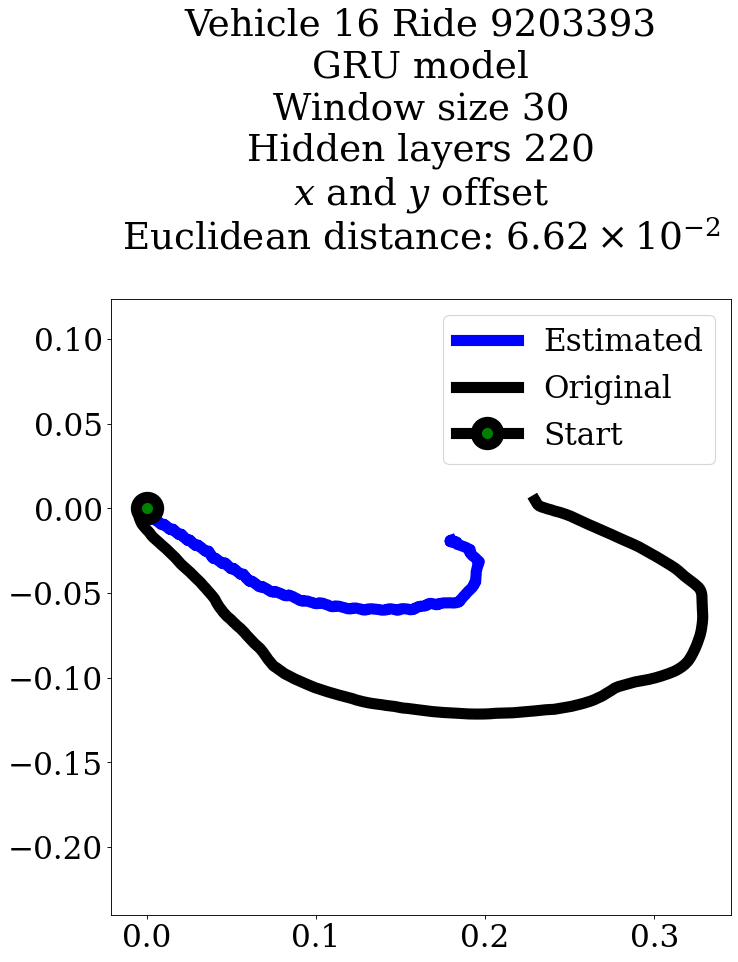 Vehicle 16 Ride 9203393
GRU model
Window size 30
Hidden layers 220
x and y offset
Euclidean distance: 6.62 × 10⁻²
Estimated
Original
Start
0.10
0.05
0.00
−0.05
−0.10
−0.15
−0.20
0.0
0.1
0.2
0.3